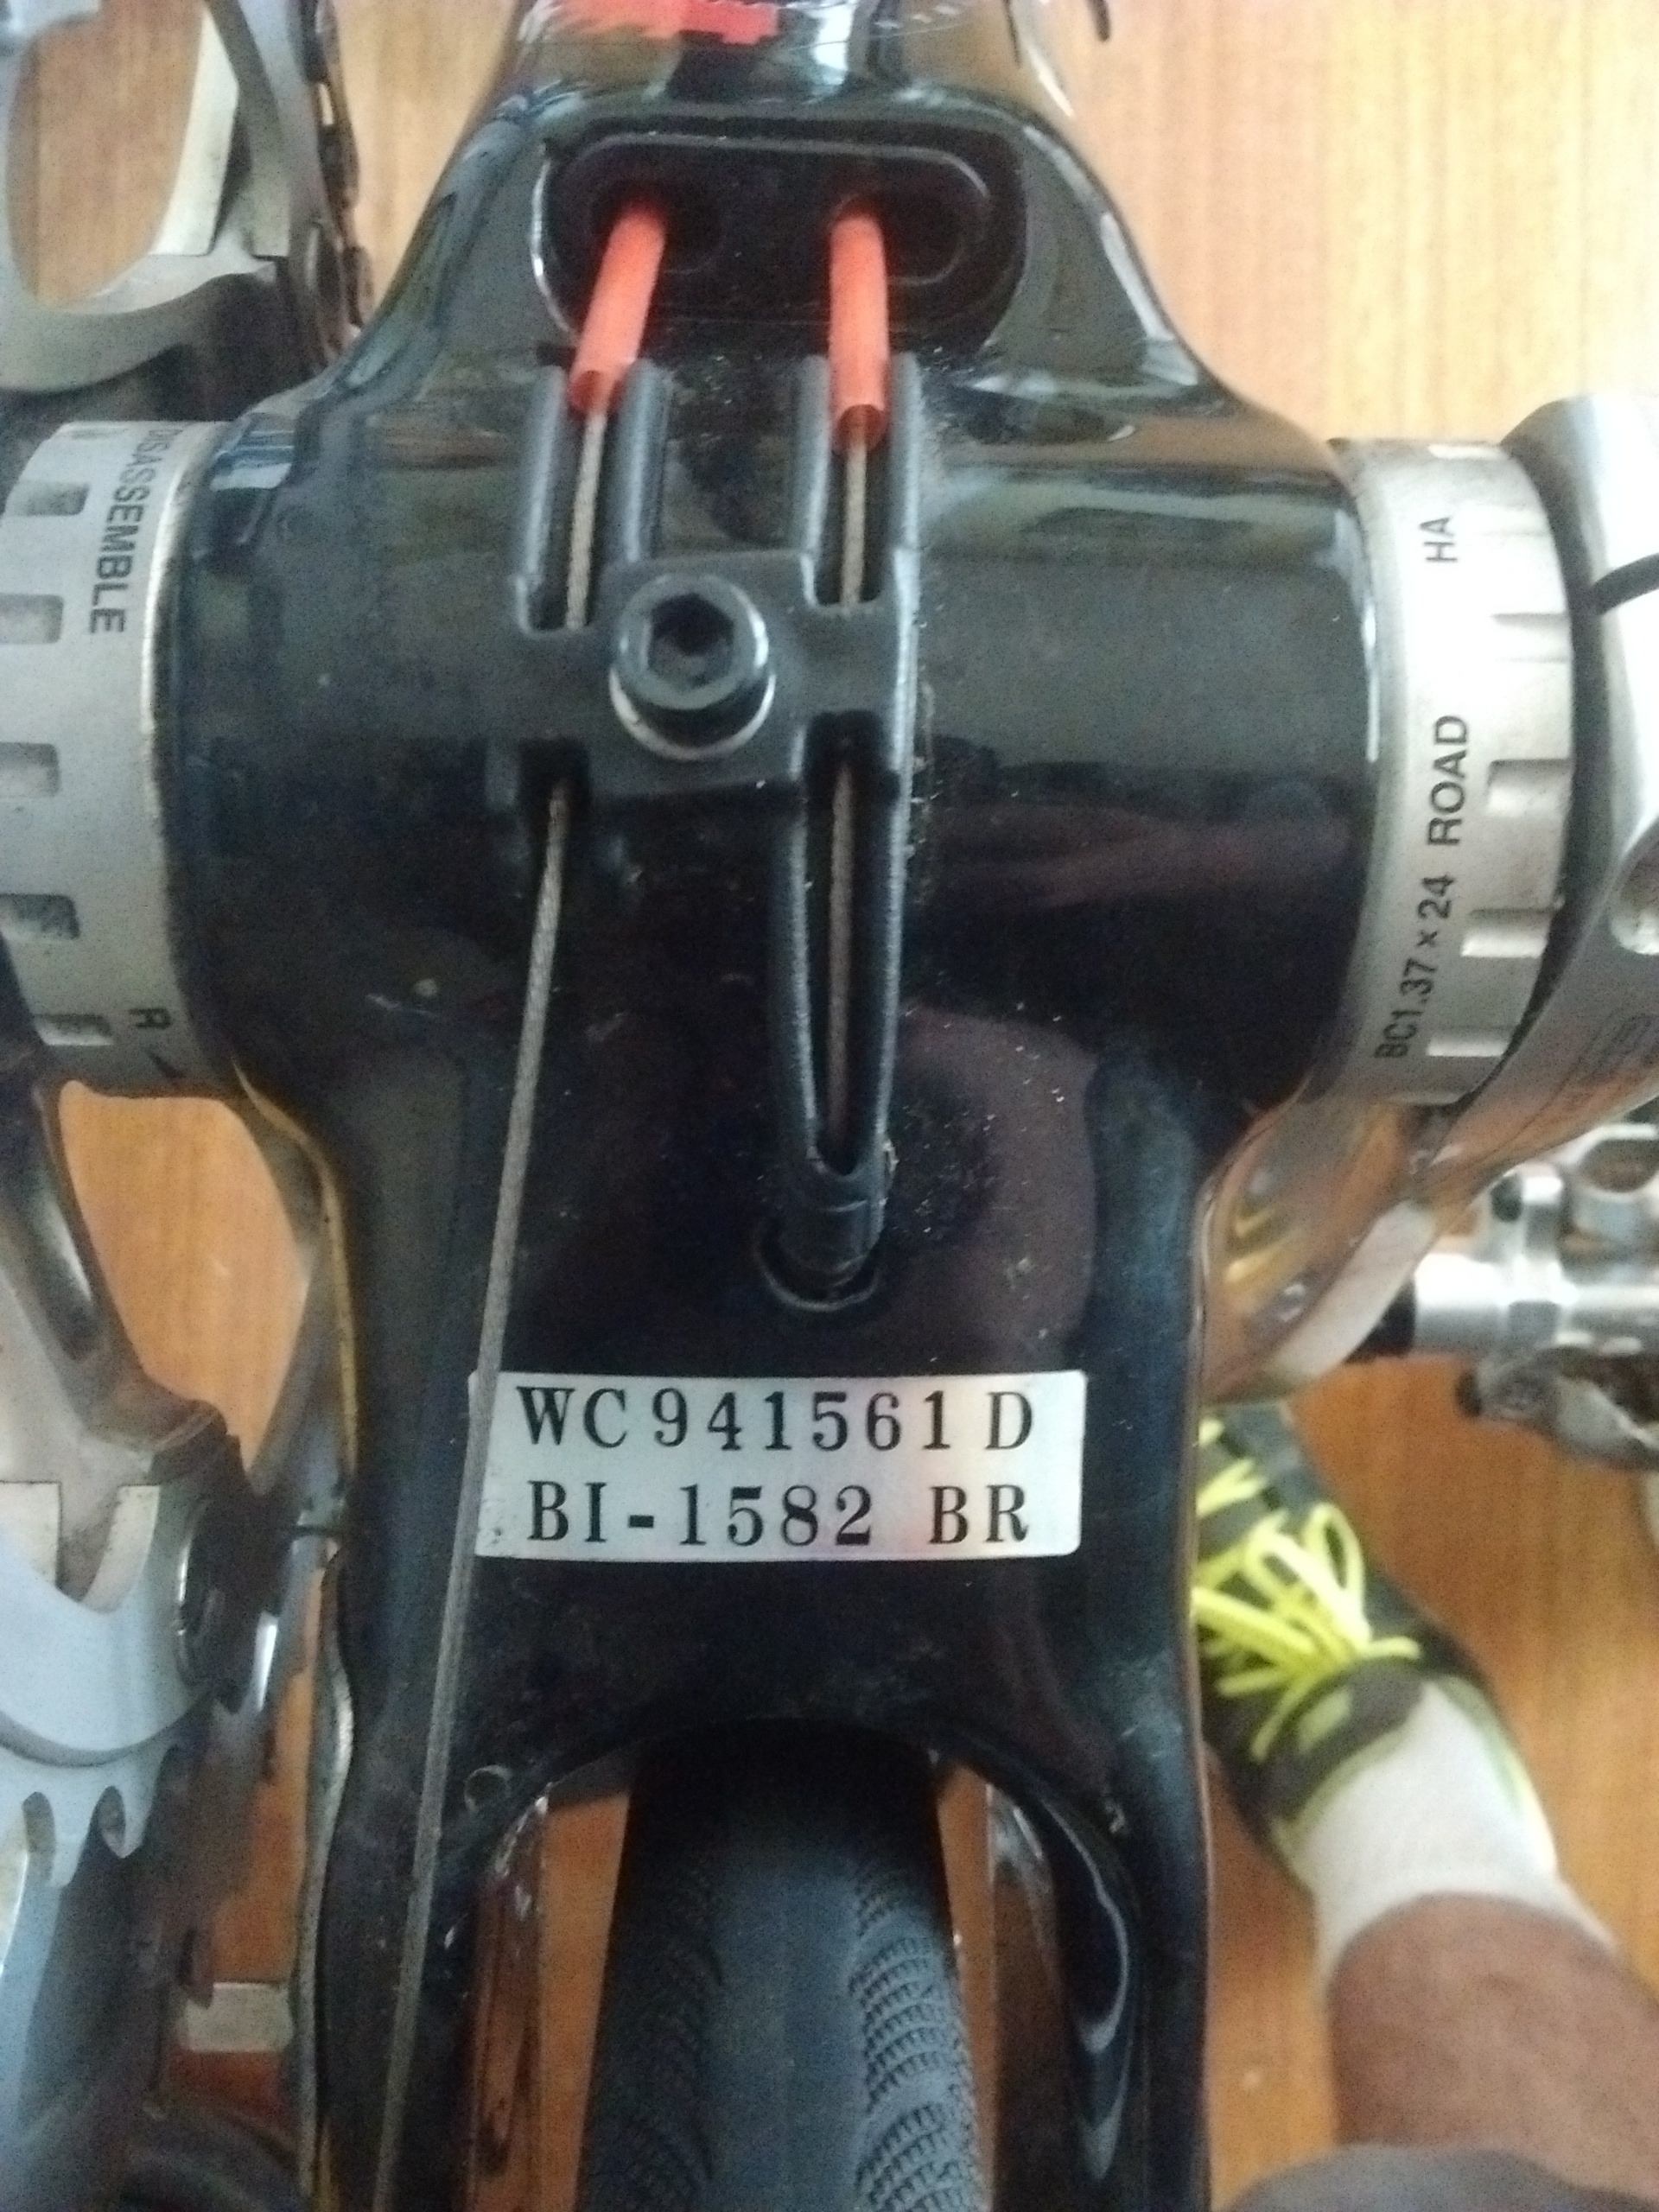 DISASSEMBLE
HA
BC1.37 × 24 ROAD
R
WC941561D
BI-1582 BR